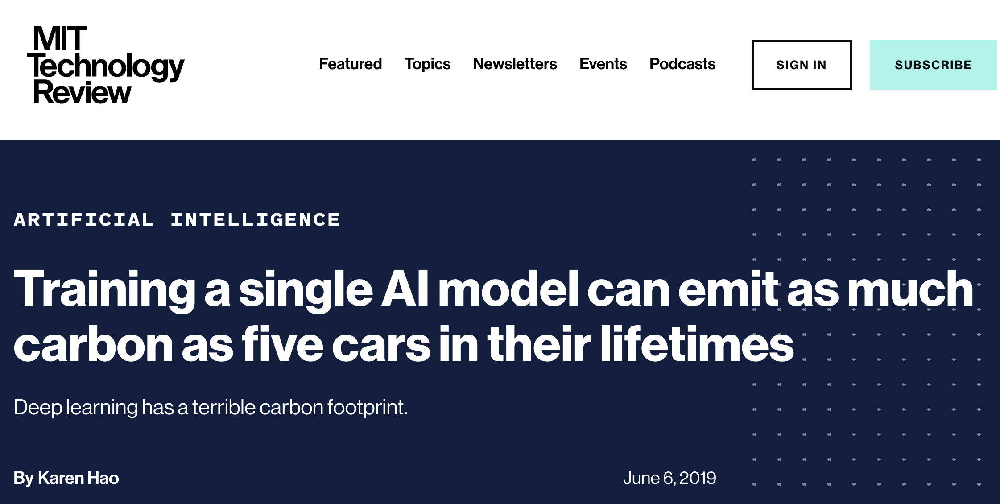 MIT
Technology
Review
Featured Topics Newsletters Events Podcasts SIGN IN SUBSCRIBE
ARTIFICIAL INTELLIGENCE
Training a single AI model can emit as much
carbon as five cars in their lifetimes
Deep learning has a terrible carbon footprint.
By Karen Hao June 6, 2019